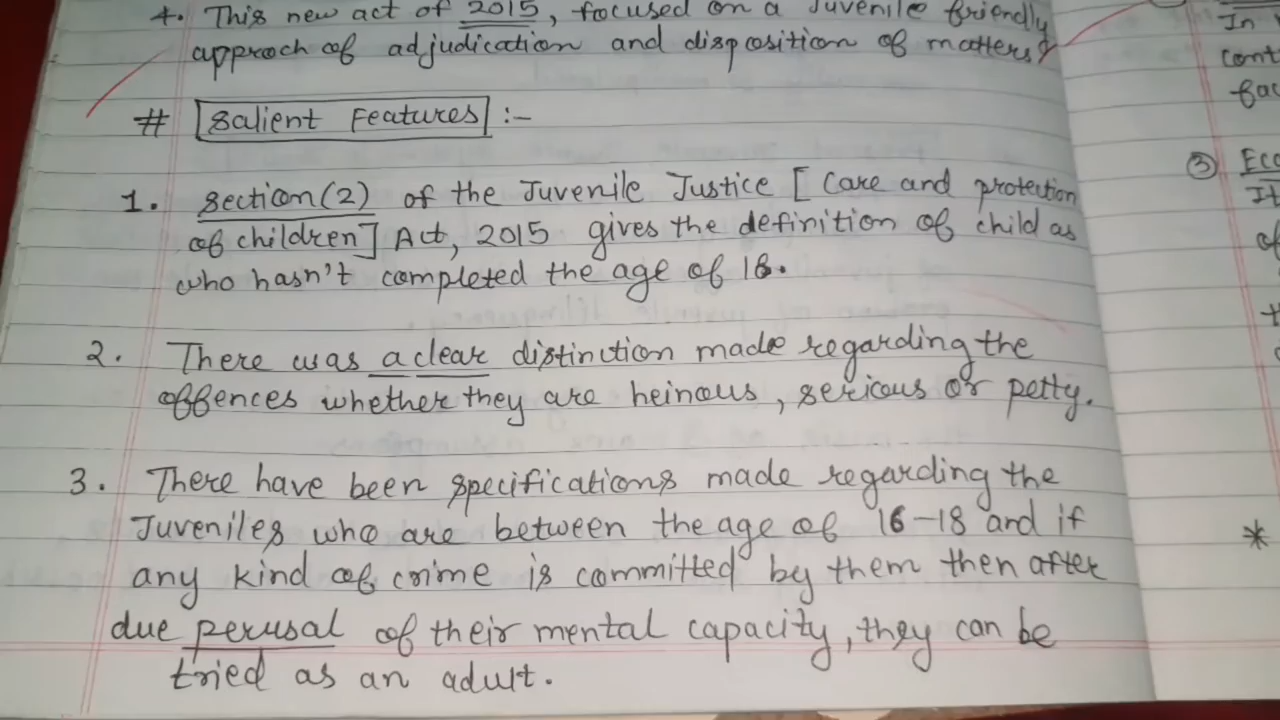 4. This new act of 2015, focused on a Juvenile friendly
approach of adjudication and disposition of matters.
# Salient Features :-
1. Section(2) of the Juvenile Justice [Care and protection
of children] Act, 2015 gives the definition of child as
who hasn't completed the age of 18.
2. There was a clear distinction made regarding the
offences whether they are heinous, serious or petty.
3. There have been specifications made regarding the
Juveniles who are between the age of 16-18 and if
any kind of crime is committed by them then after
due perusal of their mental capacity, they can be
tried as an adult.
In
③
It
*